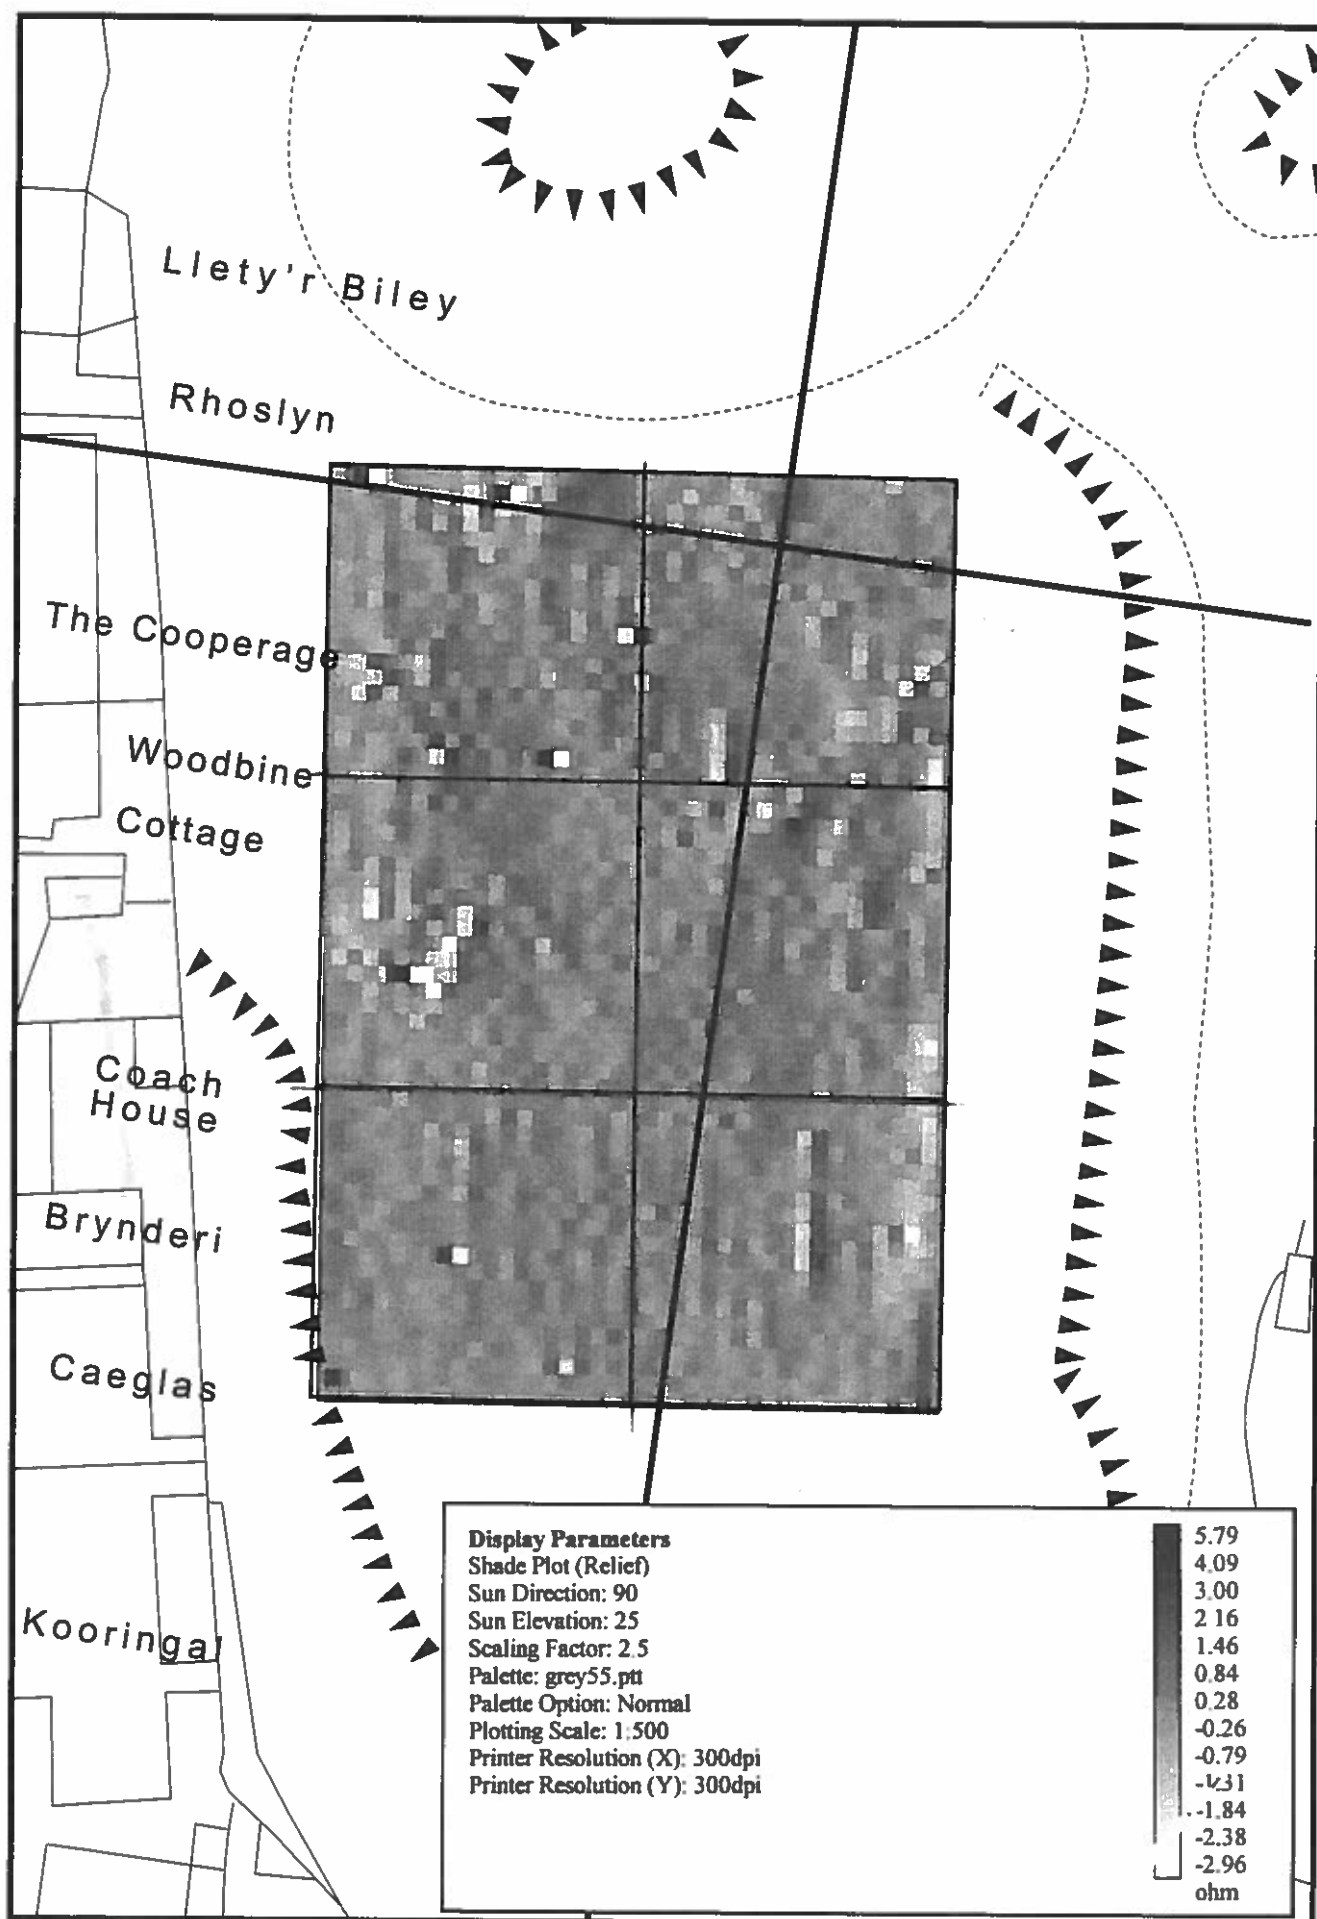 Llety'r Biley
Rhoslyn
The Cooperage
Woodbine
Cottage
Coach
House
Brynderi
Caeglas
Kooringal
Display Parameters
Shade Plot (Relief)
Sun Direction: 90
Sun Elevation: 25
Scaling Factor: 2.5
Palette: grey55.ptt
Palette Option: Normal
Plotting Scale: 1:500
Printer Resolution (X): 300dpi
Printer Resolution (Y): 300dpi
5.79
4.09
3.00
2.16
1.46
0.84
0.28
-0.26
-0.79
-1.31
-1.84
-2.38
-2.96
ohm